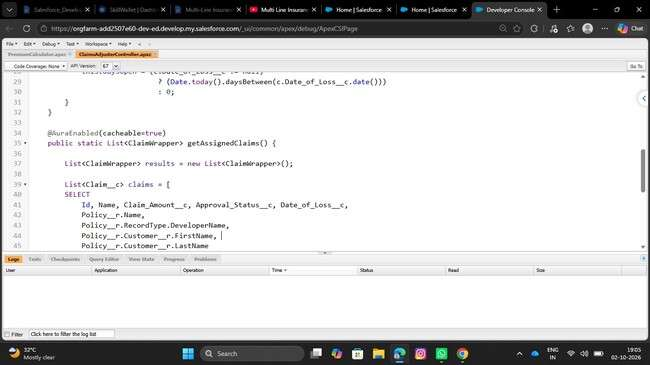 Salesforce_Develo
SkillWallet | Dashb
Multi-Line Insuranc
Multi Line Insuran
Home | Salesforce
Home | Salesforce
Developer Console
https://orgfarm-add2507e60-dev-ed.develop.my.salesforce.com/_ui/common/apex/debug/ApexCSIPage
Chat
File • Edit • Debug • Test • Workspace • Help • < >
PremiumCalculator.apxc
ClaimsAdjusterController.apxc
Code Coverage: None • API Version: 67
Go To
29 ? (Date.today().daysBetween(c.Date_of_Loss__c.date()))
30 : 0;
31 }
32 }
33
34 @AuraEnabled(cacheable=true)
35 public static List<ClaimWrapper> getAssignedClaims() {
36
37 List<ClaimWrapper> results = new List<ClaimWrapper>();
38
39 List<Claim__c> claims = [
40 SELECT
41 Id, Name, Claim_Amount__c, Approval_Status__c, Date_of_Loss__c,
42 Policy__r.Name,
43 Policy__r.RecordType.DeveloperName,
44 Policy__r.Customer__r.FirstName,
45 Policy__r.Customer__r.LastName
Logs Tests Checkpoints Query Editor View State Progress Problems
User Application Operation Time Status Read Size
Filter Click here to filter the log list
32°C
Mostly clear
Search
ENG
IN
19:05
02-10-2026